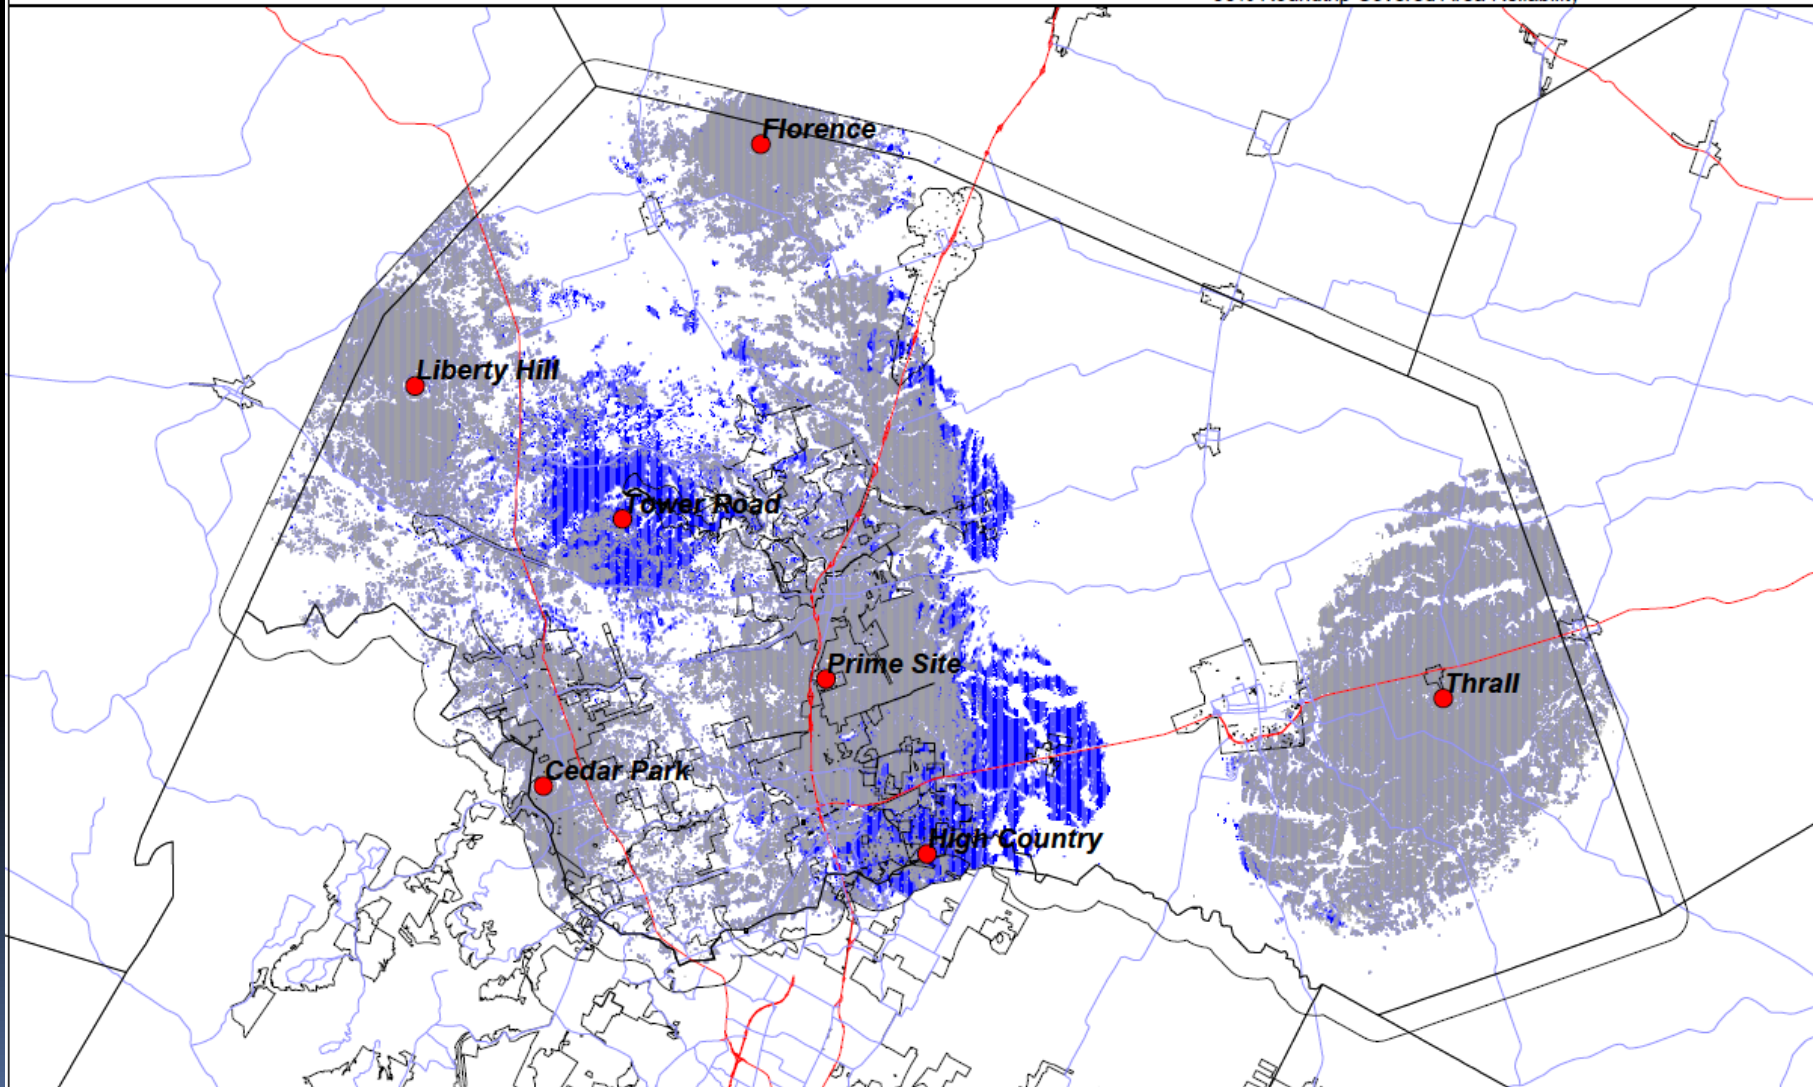 Florence
Liberty Hill
Tower Road
Prime Site
Thrall
Cedar Park
High Country